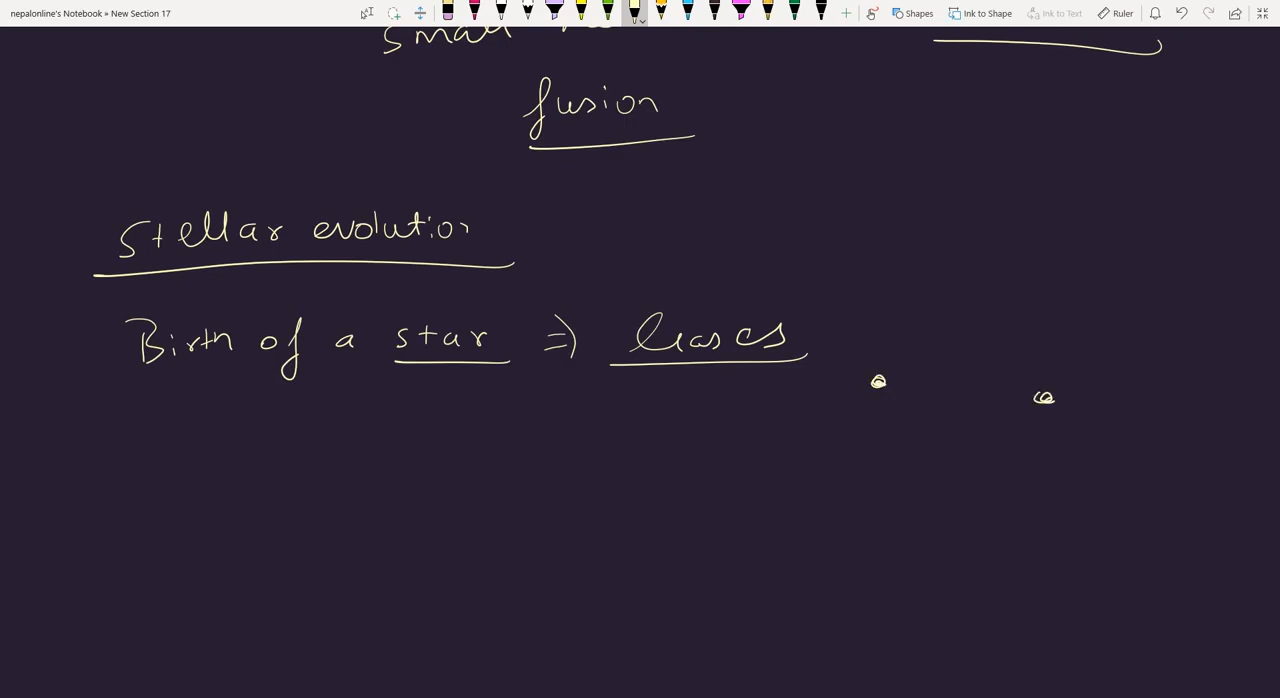 nepalonline's Notebook » New Section 17
Shapes Ink to Shape Ink to Text Ruler
small
fusion
Stellar evolution
Birth of a star ⇒ Gases